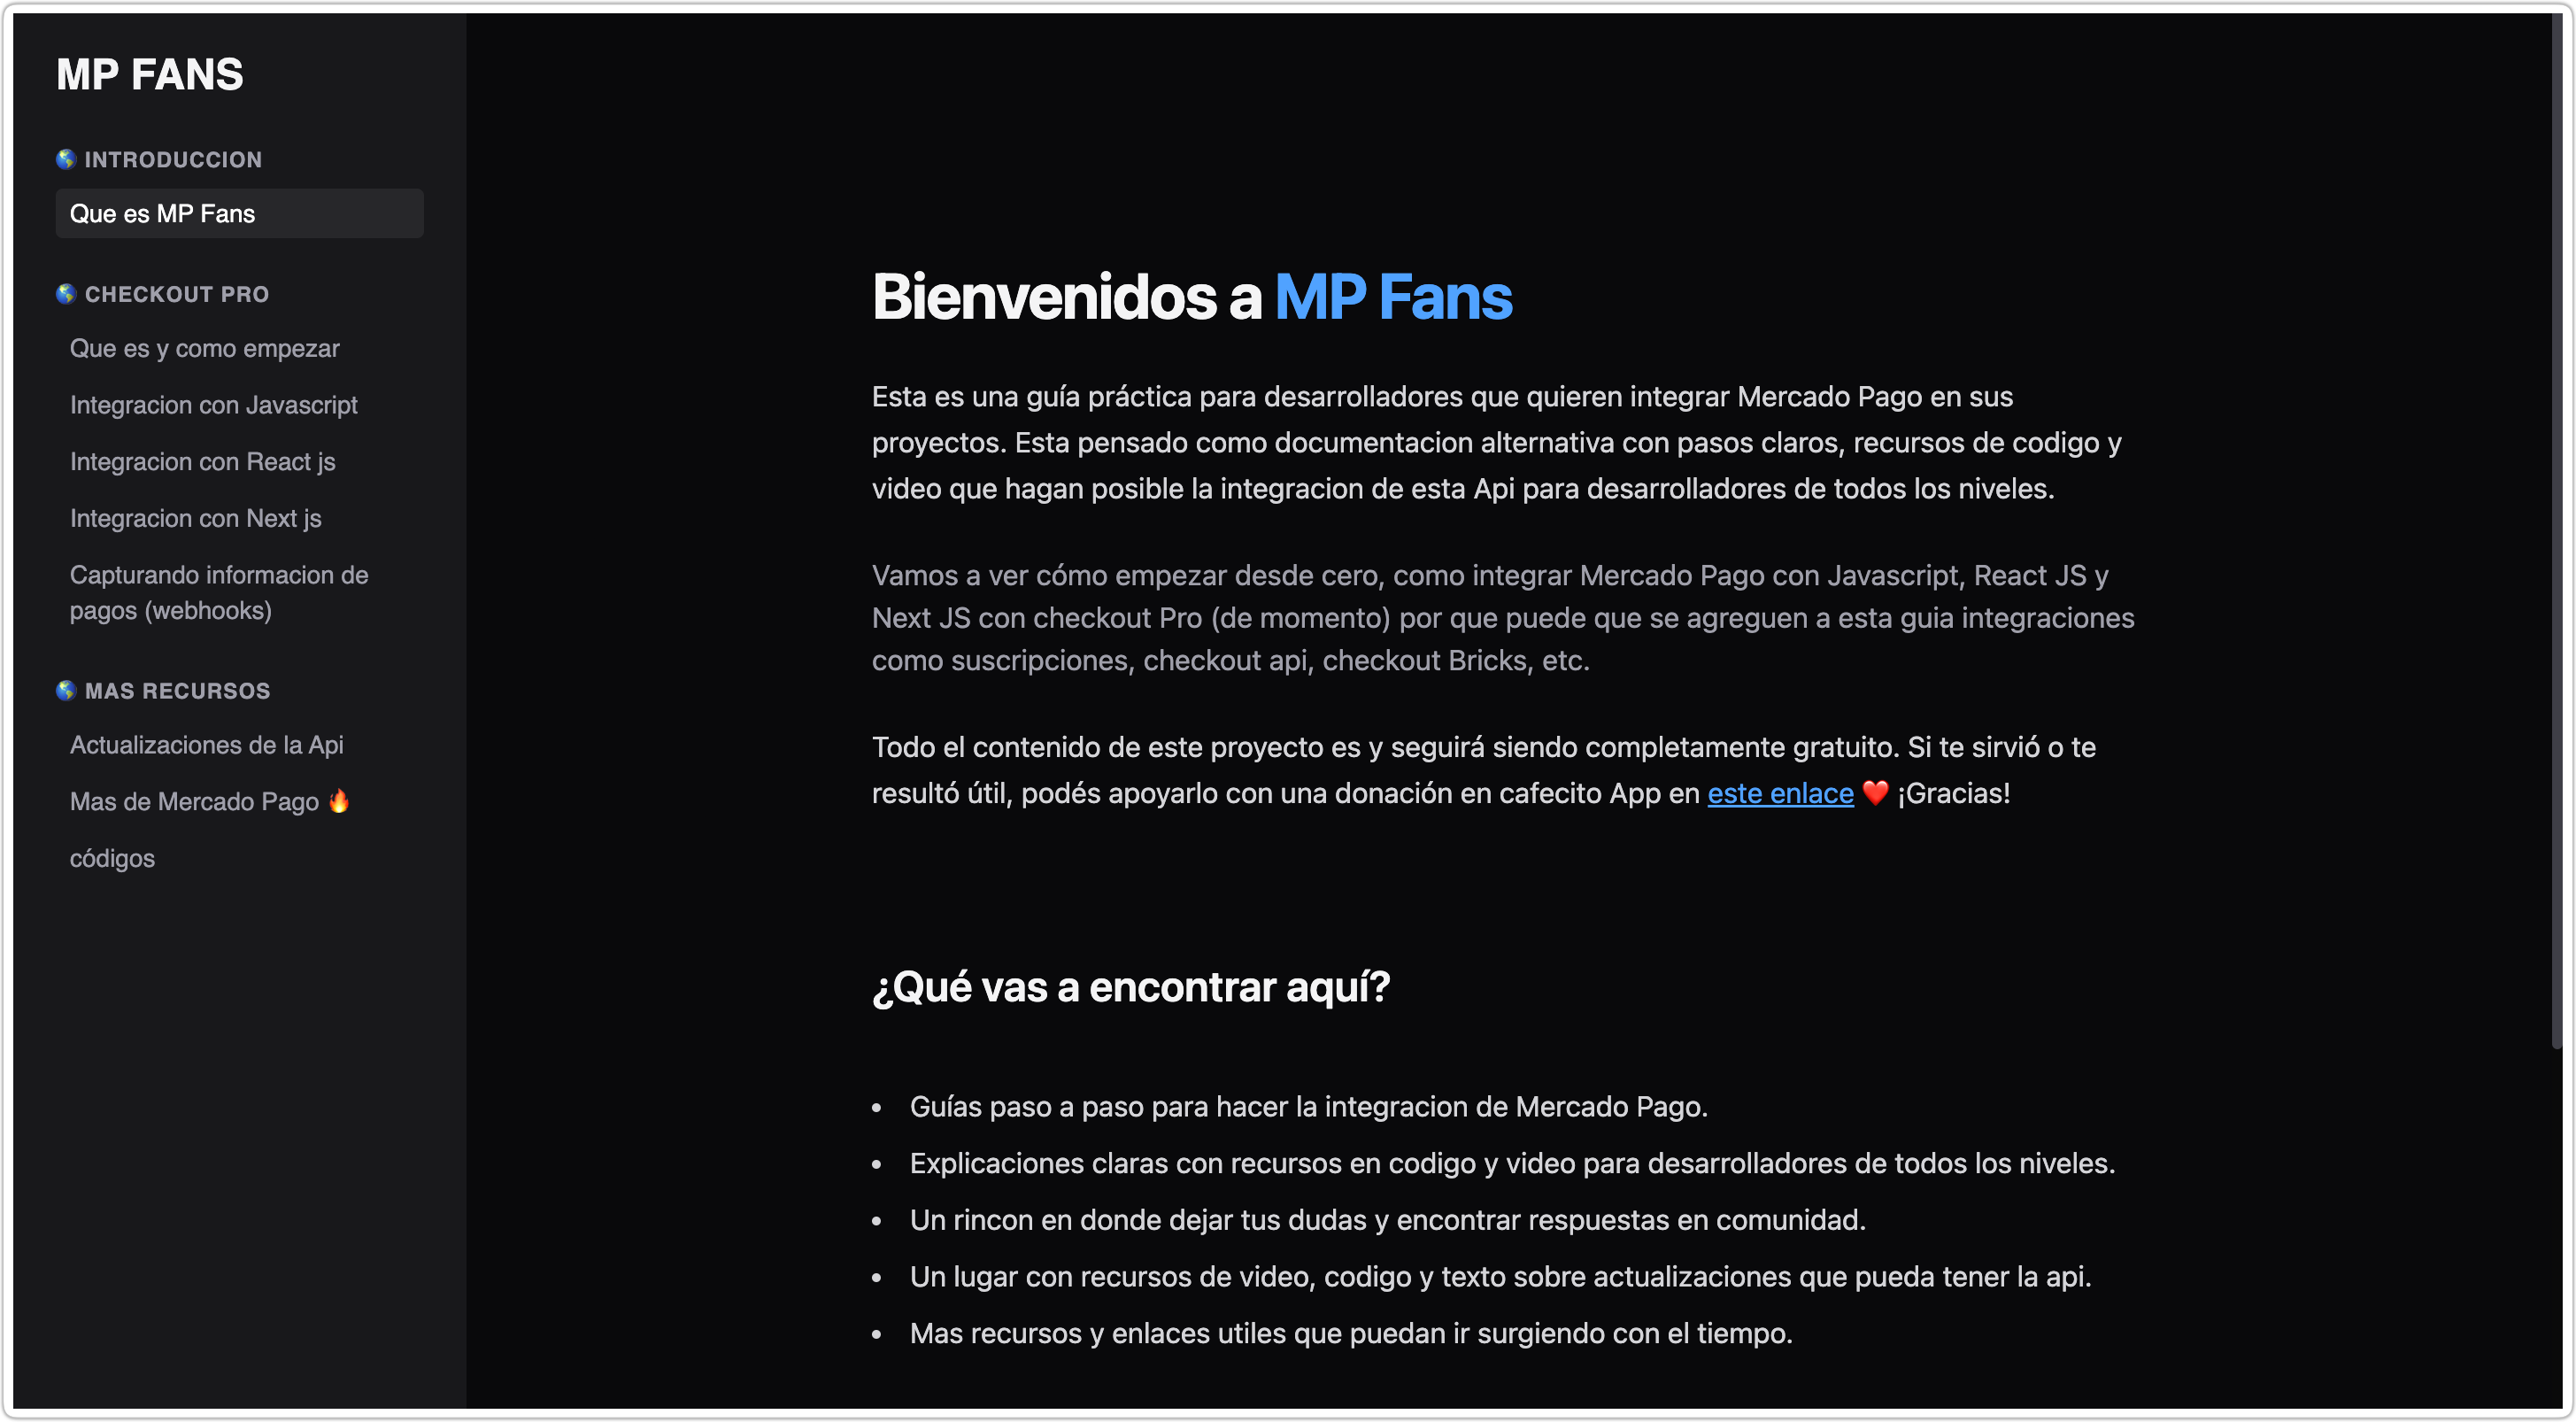 MP FANS
🌎 INTRODUCCION
Que es MP Fans
🌎 CHECKOUT PRO
Que es y como empezar
Integracion con Javascript
Integracion con React js
Integracion con Next js
Capturando informacion de
pagos (webhooks)
🌎 MAS RECURSOS
Actualizaciones de la Api
Mas de Mercado Pago 🔥
códigos
Bienvenidos a MP Fans
Esta es una guía práctica para desarrolladores que quieren integrar Mercado Pago en sus
proyectos. Esta pensado como documentacion alternativa con pasos claros, recursos de codigo y
video que hagan posible la integracion de esta Api para desarrolladores de todos los niveles.
Vamos a ver cómo empezar desde cero, como integrar Mercado Pago con Javascript, React JS y
Next JS con checkout Pro (de momento) por que puede que se agreguen a esta guia integraciones
como suscripciones, checkout api, checkout Bricks, etc.
Todo el contenido de este proyecto es y seguirá siendo completamente gratuito. Si te sirvió o te
resultó útil, podés apoyarlo con una donación en cafecito App en este enlace ❤️ ¡Gracias!
¿Qué vas a encontrar aquí?
• Guías paso a paso para hacer la integracion de Mercado Pago.
• Explicaciones claras con recursos en codigo y video para desarrolladores de todos los niveles.
• Un rincon en donde dejar tus dudas y encontrar respuestas en comunidad.
• Un lugar con recursos de video, codigo y texto sobre actualizaciones que pueda tener la api.
• Mas recursos y enlaces utiles que puedan ir surgiendo con el tiempo.